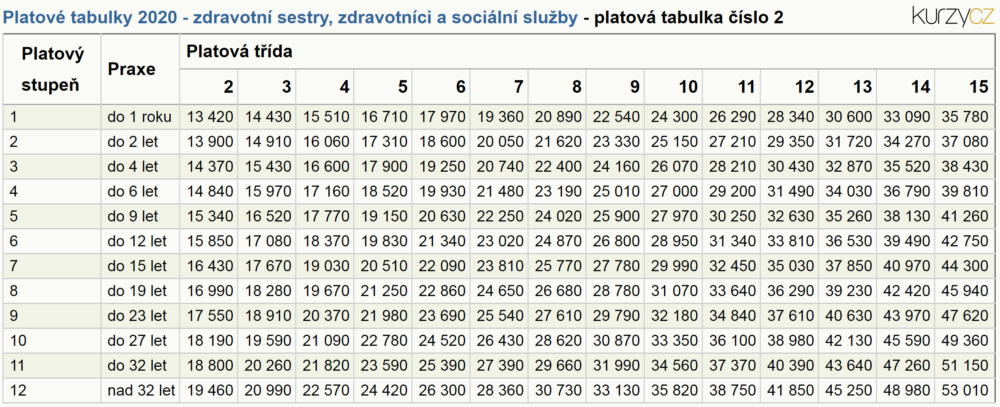 Platové tabulky 2020 - zdravotní sestry, zdravotníci a sociální služby - platová tabulka číslo 2
kurzycz
Platový stupeň Praxe Platová třída
2 3 4 5 6 7 8 9 10 11 12 13 14 15
1 do 1 roku 13 420 14 430 15 510 16 710 17 970 19 360 20 890 22 540 24 300 26 290 28 340 30 600 33 090 35 780
2 do 2 let 13 900 14 910 16 060 17 310 18 600 20 050 21 620 23 330 25 150 27 210 29 350 31 720 34 270 37 080
3 do 4 let 14 370 15 430 16 600 17 900 19 250 20 740 22 400 24 160 26 070 28 210 30 430 32 870 35 520 38 430
4 do 6 let 14 840 15 970 17 160 18 520 19 930 21 480 23 190 25 010 27 000 29 200 31 490 34 030 36 790 39 810
5 do 9 let 15 340 16 520 17 770 19 150 20 630 22 250 24 020 25 900 27 970 30 250 32 630 35 260 38 130 41 260
6 do 12 let 15 850 17 080 18 370 19 830 21 340 23 020 24 870 26 800 28 950 31 340 33 810 36 530 39 490 42 750
7 do 15 let 16 430 17 670 19 030 20 510 22 090 23 810 25 770 27 780 29 990 32 450 35 030 37 850 40 970 44 300
8 do 19 let 16 990 18 280 19 670 21 250 22 860 24 650 26 680 28 780 31 070 33 640 36 290 39 230 42 420 45 940
9 do 23 let 17 550 18 910 20 370 21 980 23 690 25 540 27 610 29 790 32 180 34 840 37 610 40 630 43 970 47 620
10 do 27 let 18 190 19 590 21 090 22 780 24 520 26 430 28 620 30 870 33 350 36 100 38 980 42 130 45 590 49 360
11 do 32 let 18 800 20 260 21 820 23 590 25 390 27 390 29 660 31 990 34 560 37 370 40 390 43 640 47 260 51 150
12 nad 32 let 19 460 20 990 22 570 24 420 26 300 28 360 30 730 33 130 35 820 38 750 41 850 45 250 48 980 53 010